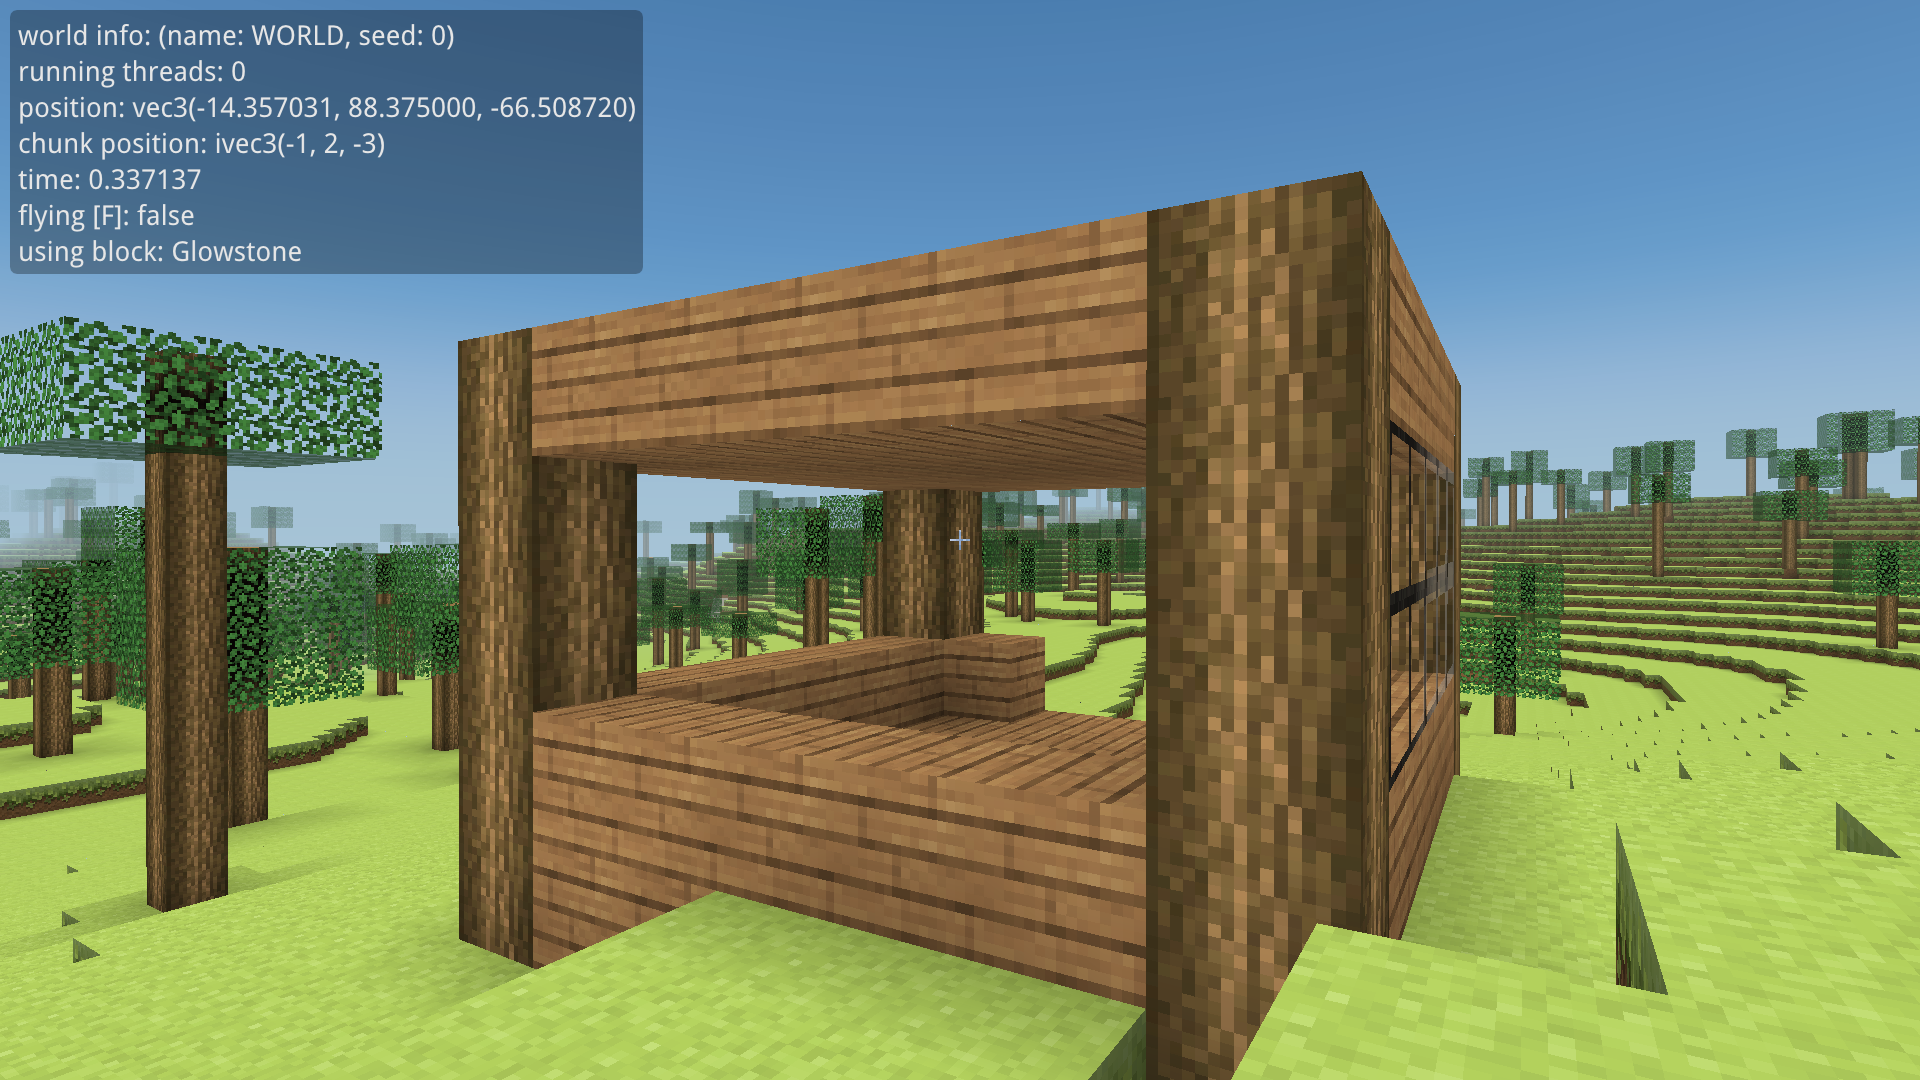 world info: (name: WORLD, seed: 0)
running threads: 0
position: vec3(-14.357031, 88.375000, -66.508720)
chunk position: ivec3(-1, 2, -3)
time: 0.337137
flying [F]: false
using block: Glowstone